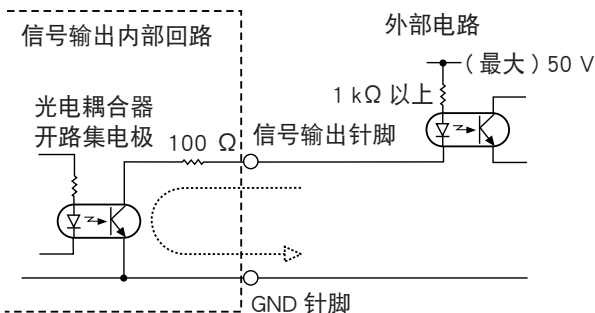 信号输出内部回路
外部电路
(最大) 50 V
1 kΩ 以上
光电耦合器
开路集电极
100 Ω
信号输出针脚
GND 针脚